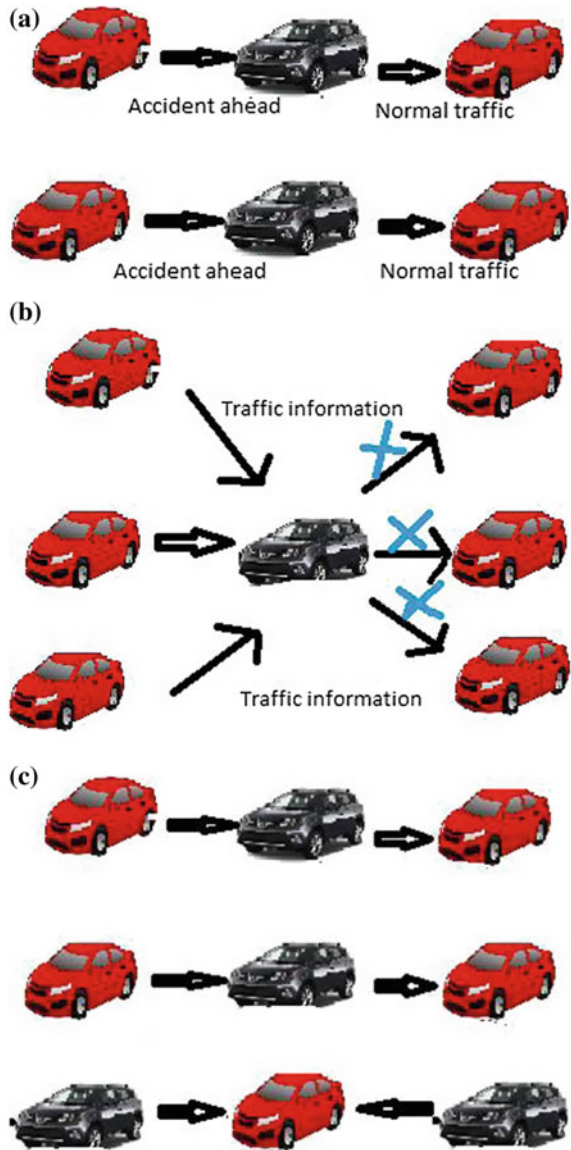 (a)
Accident ahead
Normal traffic
Accident ahead
Normal traffic
(b)
Traffic information
Traffic information
(c)